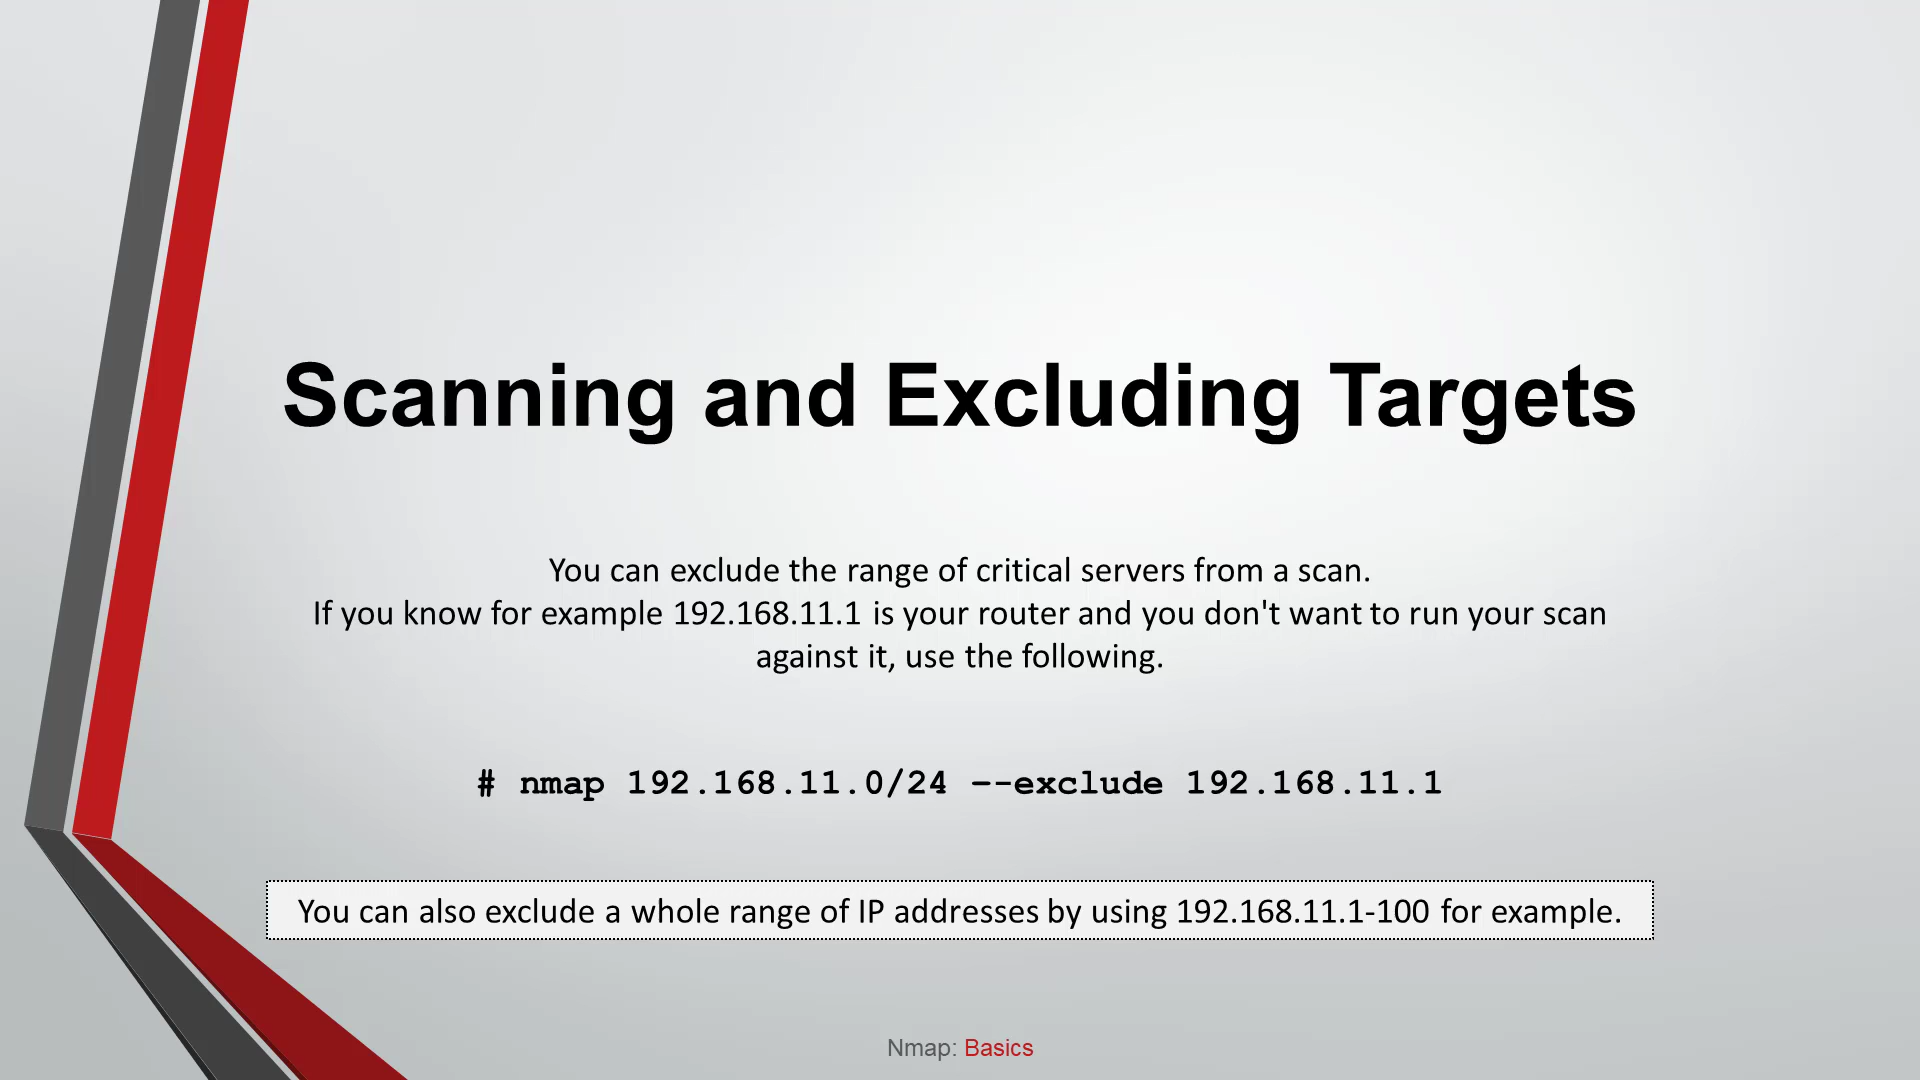 Scanning and Excluding Targets
You can exclude the range of critical servers from a scan.
If you know for example 192.168.11.1 is your router and you don't want to run your scan
against it, use the following.
# nmap 192.168.11.0/24 –-exclude 192.168.11.1
You can also exclude a whole range of IP addresses by using 192.168.11.1-100 for example.
Nmap: Basics